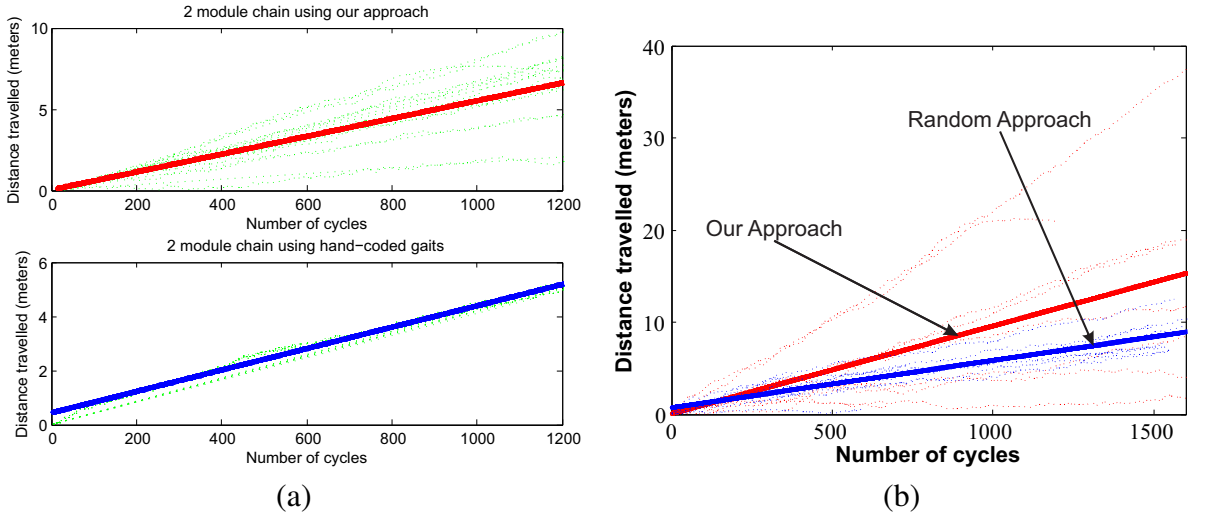 2 module chain using our approach
10
5
0
Distance travelled (meters)
0 200 400 600 800 1000 1200
Number of cycles
2 module chain using hand−coded gaits
6
4
2
0
Distance travelled (meters)
0 200 400 600 800 1000 1200
Number of cycles
(a)
40
30
20
10
0
Distance travelled (meters)
Random Approach
Our Approach
0 500 1000 1500
Number of cycles
(b)